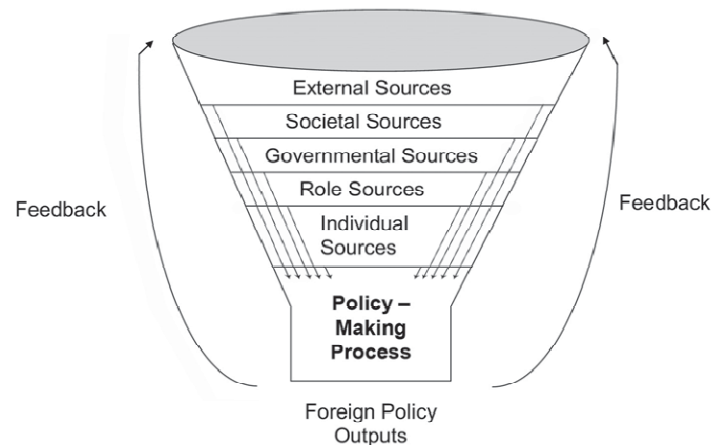 External Sources
Societal Sources
Governmental Sources
Role Sources
Individual
Sources
Feedback
Feedback
Policy –
Making
Process
Foreign Policy
Outputs